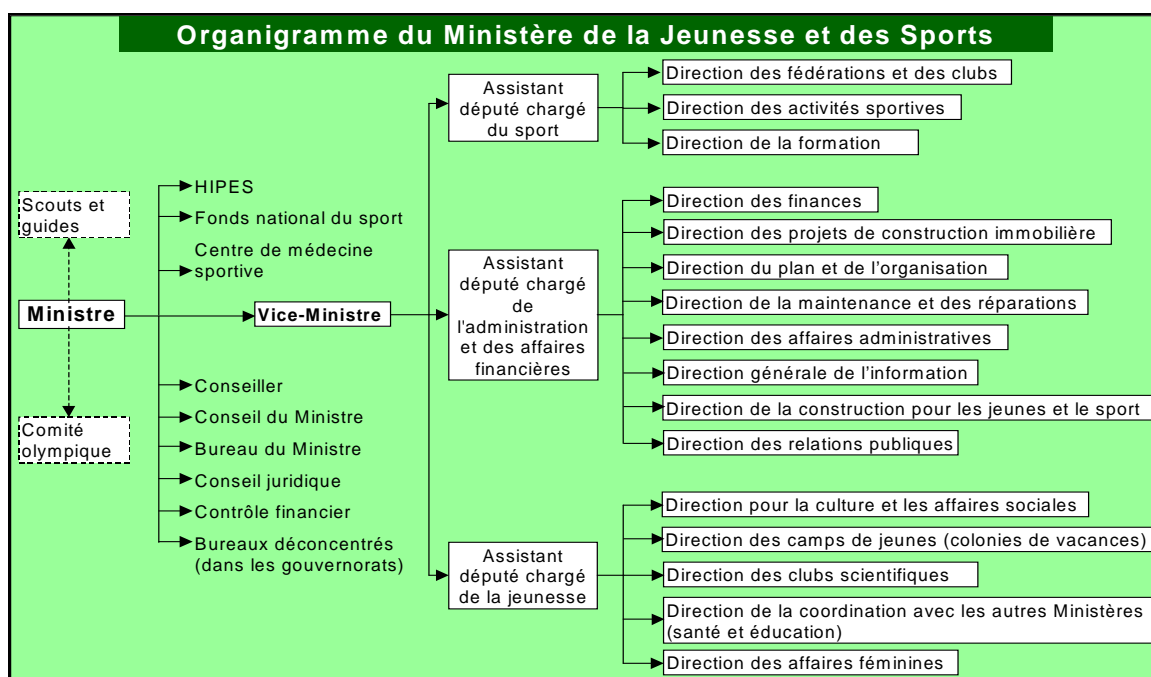 Organigramme du Ministère de la Jeunesse et des Sports
Scouts et
guides
Ministre
Comité
olympique
HIPES
Fonds national du sport
Centre de médecine
sportive
Vice-Ministre
Conseiller
Conseil du Ministre
Bureau du Ministre
Conseil juridique
Contrôle financier
Bureaux déconcentrés
(dans les gouvernorats)
Assistant
député chargé
du sport
Direction des fédérations et des clubs
Direction des activités sportives
Direction de la formation
Assistant
député chargé
de
l'administration
et des affaires
financières
Direction des finances
Direction des projets de construction immobilière
Direction du plan et de l'organisation
Direction de la maintenance et des réparations
Direction des affaires administratives
Direction générale de l'information
Direction de la construction pour les jeunes et le sport
Direction des relations publiques
Assistant
député chargé
de la jeunesse
Direction pour la culture et les affaires sociales
Direction des camps de jeunes (colonies de vacances)
Direction des clubs scientifiques
Direction de la coordination avec les autres Ministères
(santé et éducation)
Direction des affaires féminines